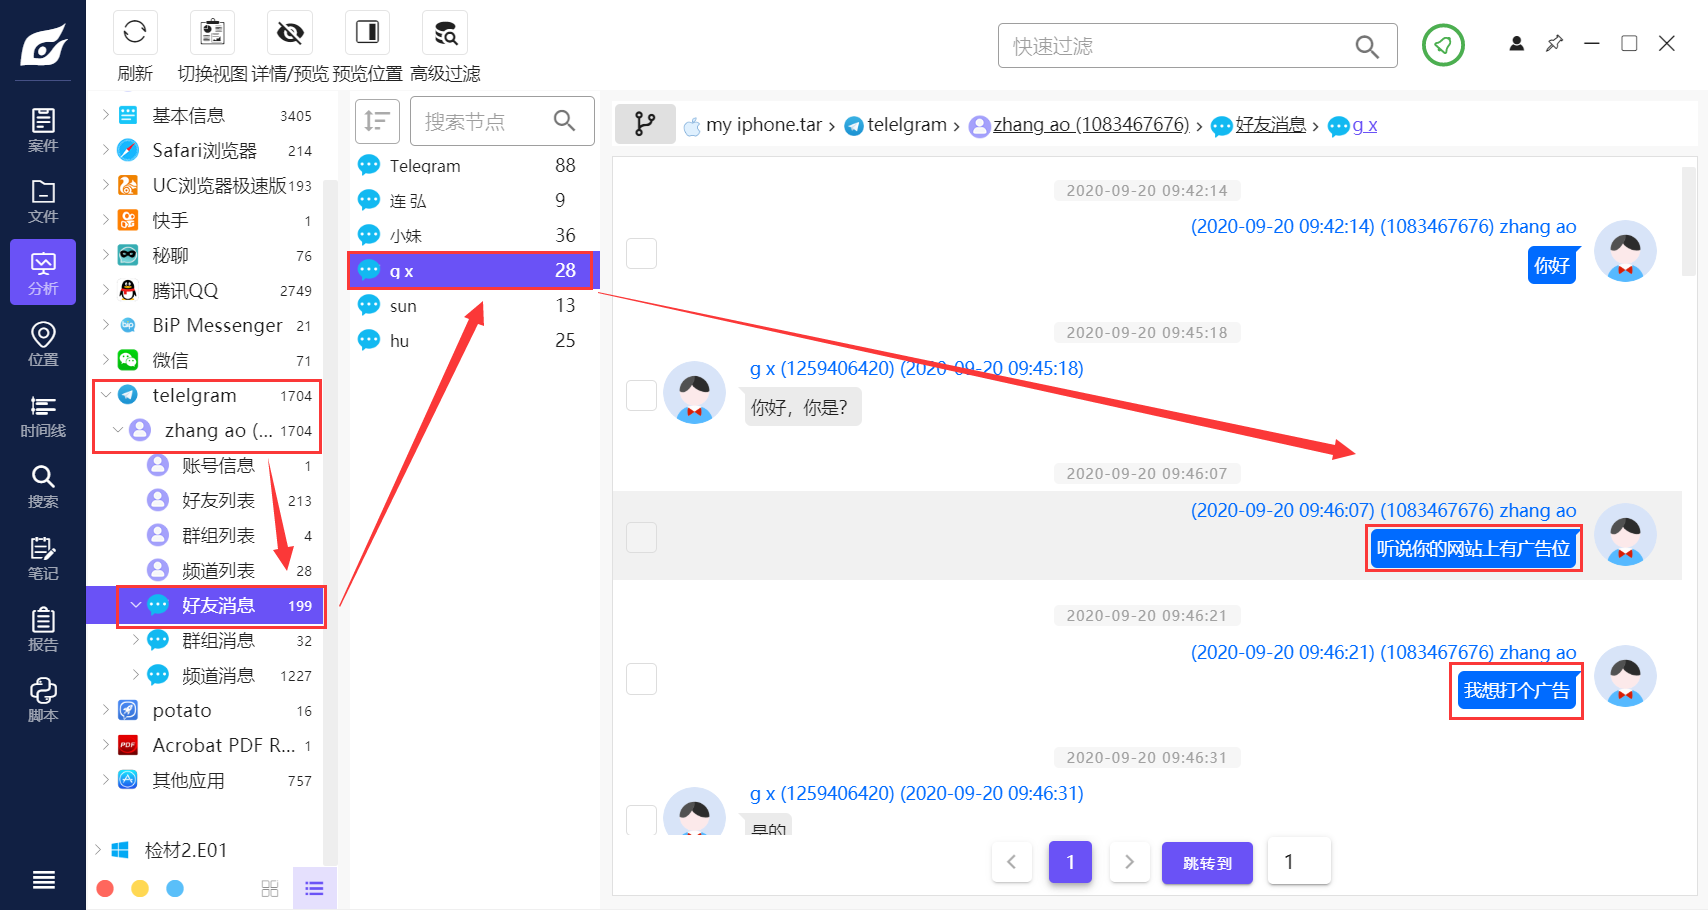 刷新
切换视图
详情/预览
预览位置
高级过滤
快速过滤
案件
文件
分析
位置
时间线
搜索
笔记
报告
脚本
基本信息 3405
Safari浏览器 214
UC浏览器极速版 193
快手 1
秘聊 76
腾讯QQ 2749
BiP Messenger 21
微信 71
telelgram 1704
zhang ao (... 1704
账号信息 1
好友列表 213
群组列表 4
频道列表 28
好友消息 199
群组消息 32
频道消息 1227
potato 16
Acrobat PDF R... 1
其他应用 757
检材2.E01
搜索节点
Telegram 88
连 弘 9
小妹 36
g x 28
sun 13
hu 25
my iphone.tar › telelgram › zhang ao (1083467676) › 好友消息 › g x
2020-09-20 09:42:14
(2020-09-20 09:42:14) (1083467676) zhang ao
你好
2020-09-20 09:45:18
g x (1259406420) (2020-09-20 09:45:18)
你好，你是?
2020-09-20 09:46:07
(2020-09-20 09:46:07) (1083467676) zhang ao
听说你的网站上有广告位
2020-09-20 09:46:21
(2020-09-20 09:46:21) (1083467676) zhang ao
我想打个广告
2020-09-20 09:46:31
g x (1259406420) (2020-09-20 09:46:31)
是的
1
跳转到
1